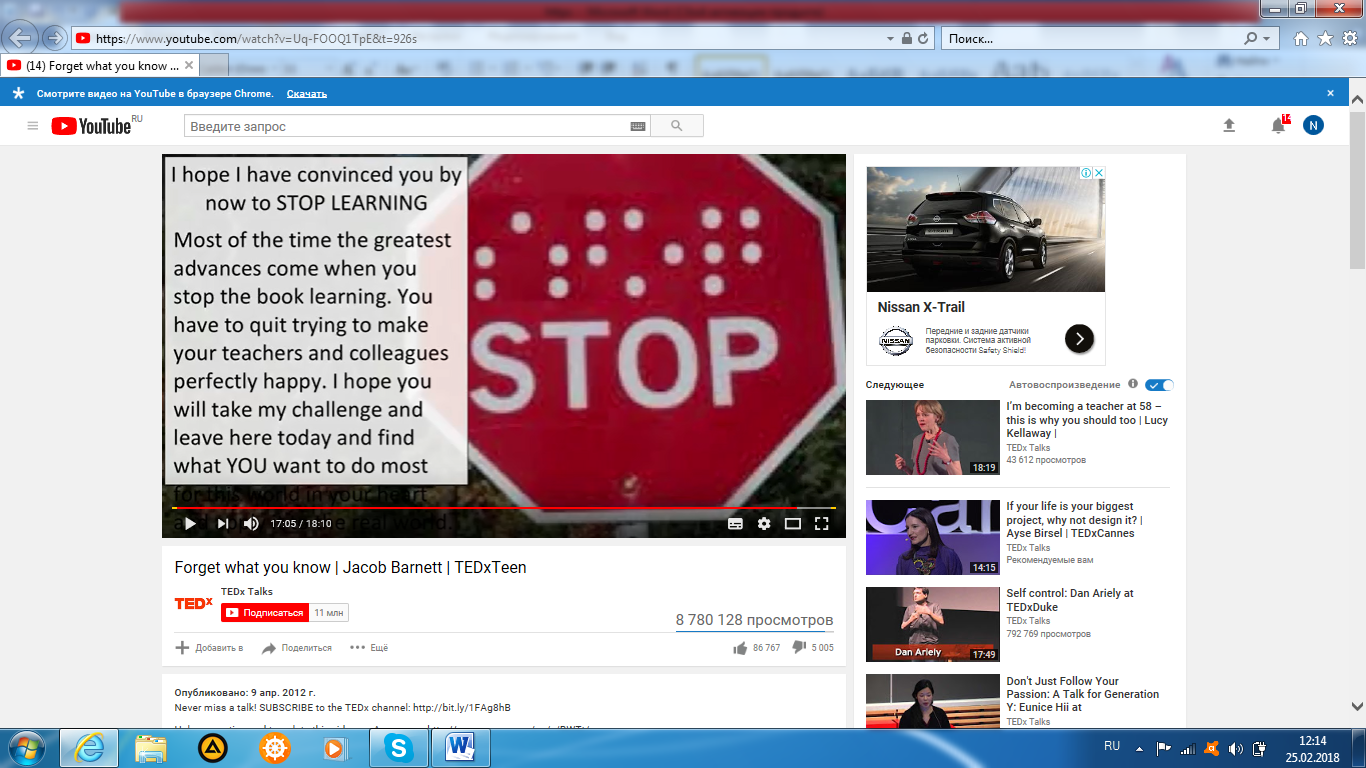 https://www.youtube.com/watch?v=Uq-FOOQ1TpE&t=926s
Поиск...
(14) Forget what you know ...
Смотрите видео на YouTube в браузере Chrome. Скачать
YouTube RU
Введите запрос
14
N
I hope I have convinced you by
now to STOP LEARNING
Most of the time the greatest
advances come when you
stop the book learning. You
have to quit trying to make
your teachers and colleagues
perfectly happy. I hope you
will take my challenge and
leave here today and find
what YOU want to do most
for this world in your heart
real world.
STOP
17:05 / 18:10
Forget what you know | Jacob Barnett | TEDxTeen
TEDx
TEDx Talks
Подписаться 11 млн
8 780 128 просмотров
Добавить в Поделиться Ещё
86 767 5 005
Опубликовано: 9 апр. 2012 г.
Never miss a talk! SUBSCRIBE to the TEDx channel: http://bit.ly/1FAg8hB
Nissan X-Trail
NISSAN
Передние и задние датчики
парковки. Система активной
безопасности Safety Shield!
Следующее Автовоспроизведение
18:19
I'm becoming a teacher at 58 –
this is why you should too | Lucy
Kellaway |
TEDx Talks
43 612 просмотров
14:15
If your life is your biggest
project, why not design it? |
Ayse Birsel | TEDxCannes
TEDx Talks
Рекомендуемые вам
Dan Ariely
17:49
Self control: Dan Ariely at
TEDxDuke
TEDx Talks
792 769 просмотров
Don't Just Follow Your
Passion: A Talk for Generation
Y: Eunice Hii at
TEDx Talks
RU
12:14
25.02.2018